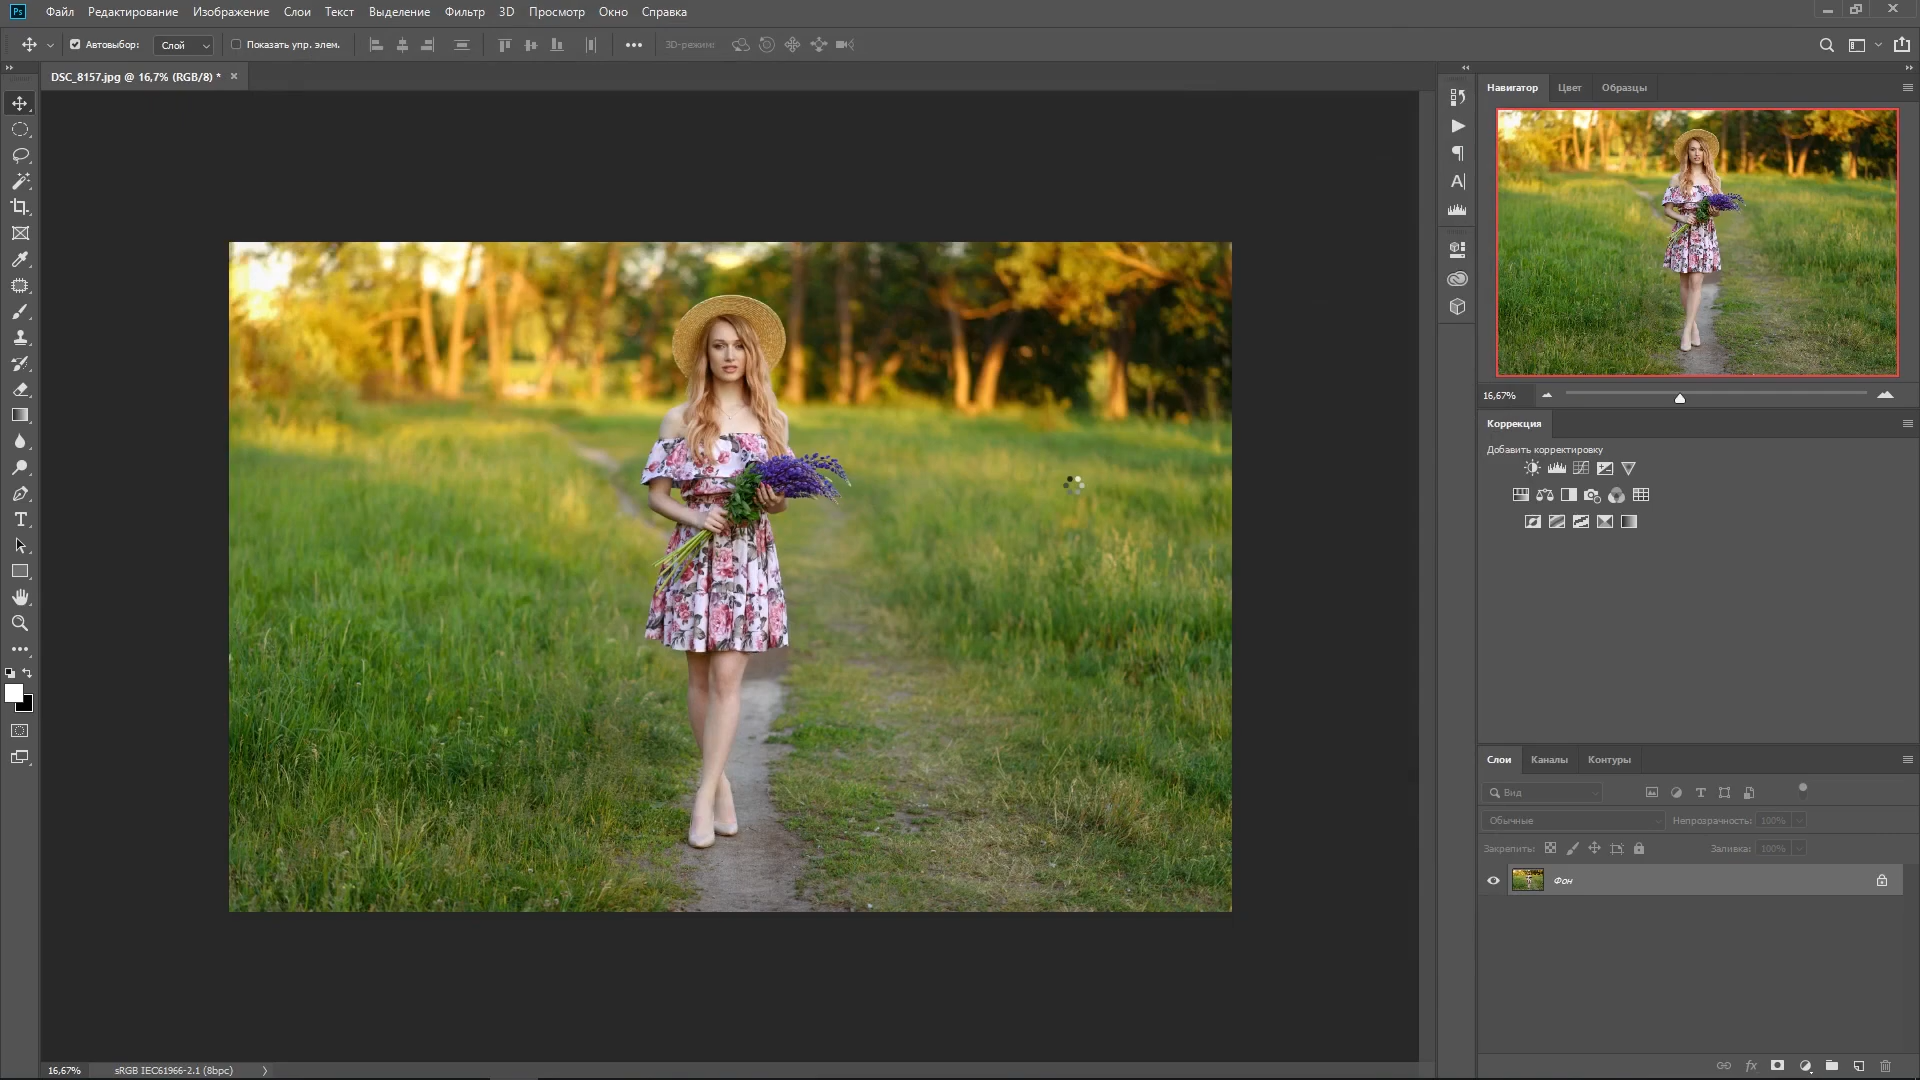 Ps Файл Редактирование Изображение Слои Текст Выделение Фильтр 3D Просмотр Окно Справка
Автовыбор: Слой Показать упр. элем. 3D-режим:
DSC_8157.jpg @ 16,7% (RGB/8) *
Навигатор Цвет Образцы
16,67%
Коррекция
Добавить корректировку
Слои Каналы Контуры
Вид
Обычные Непрозрачность: 100%
Закрепить: Заливка: 100%
Фон
fx
16,67% sRGB IEC61966-2.1 (8bpc)